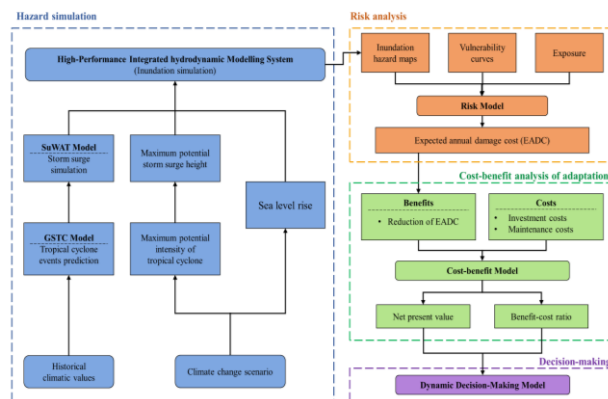 Hazard simulation
High-Performance Integrated hydrodynamic Modelling System
(Inundation simulation)
SuWAT Model
Storm surge
simulation
Maximum potential
storm surge height
Sea level rise
GSTC Model
Tropical cyclone
events prediction
Maximum potential
intensity of
tropical cyclone
Historical
climatic values
Climate change scenario
Risk analysis
Inundation
hazard maps
Vulnerability
curves
Exposure
Risk Model
Expected annual damage cost (EADC)
Cost-benefit analysis of adaptation
Benefits
• Reduction of EADC
Costs
• Investment costs
• Maintenance costs
Cost-benefit Model
Net present value
Benefit-cost ratio
Decision-making
Dynamic Decision-Making Model